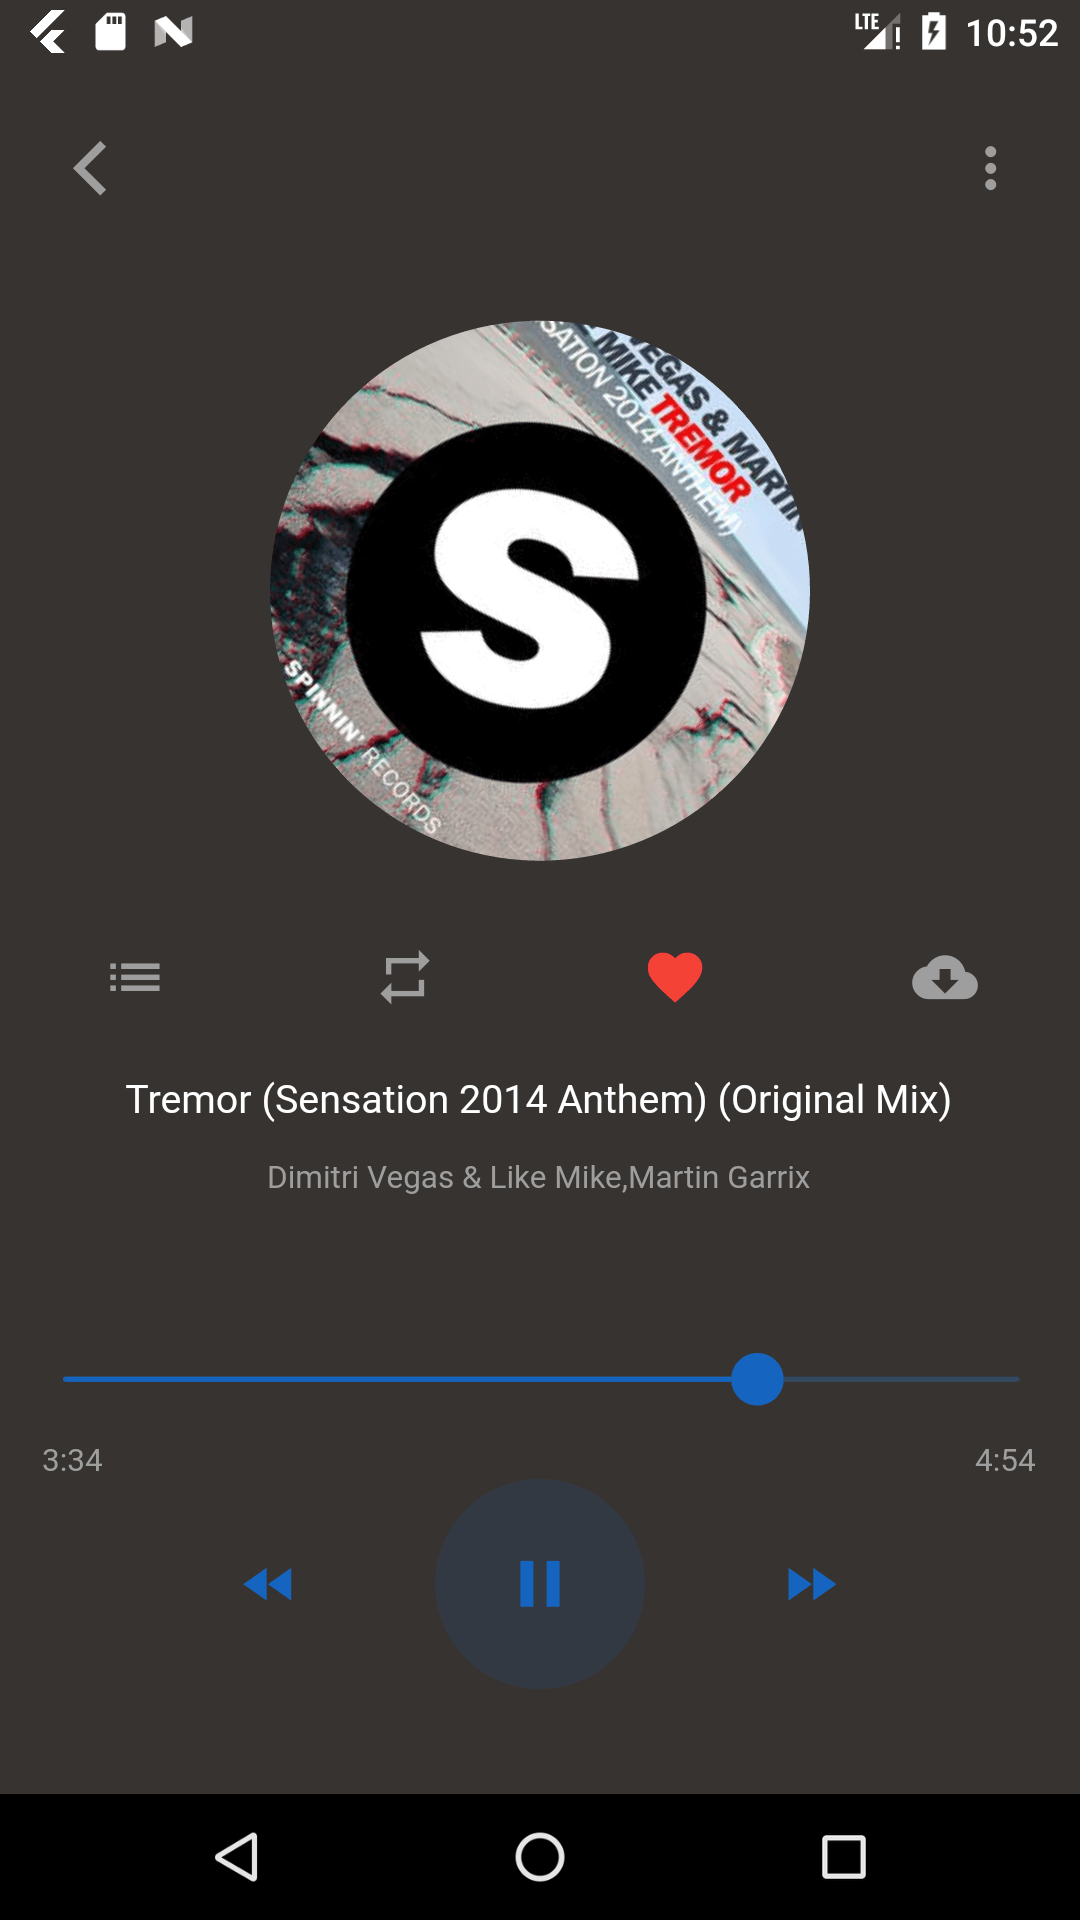 LTE 10:52
VEGAS & MARTIN
MIKE TREMOR
SATION 2014 ANTHEM)
S
SPINNIN' RECORDS
Tremor (Sensation 2014 Anthem) (Original Mix)
Dimitri Vegas & Like Mike,Martin Garrix
3:34 4:54